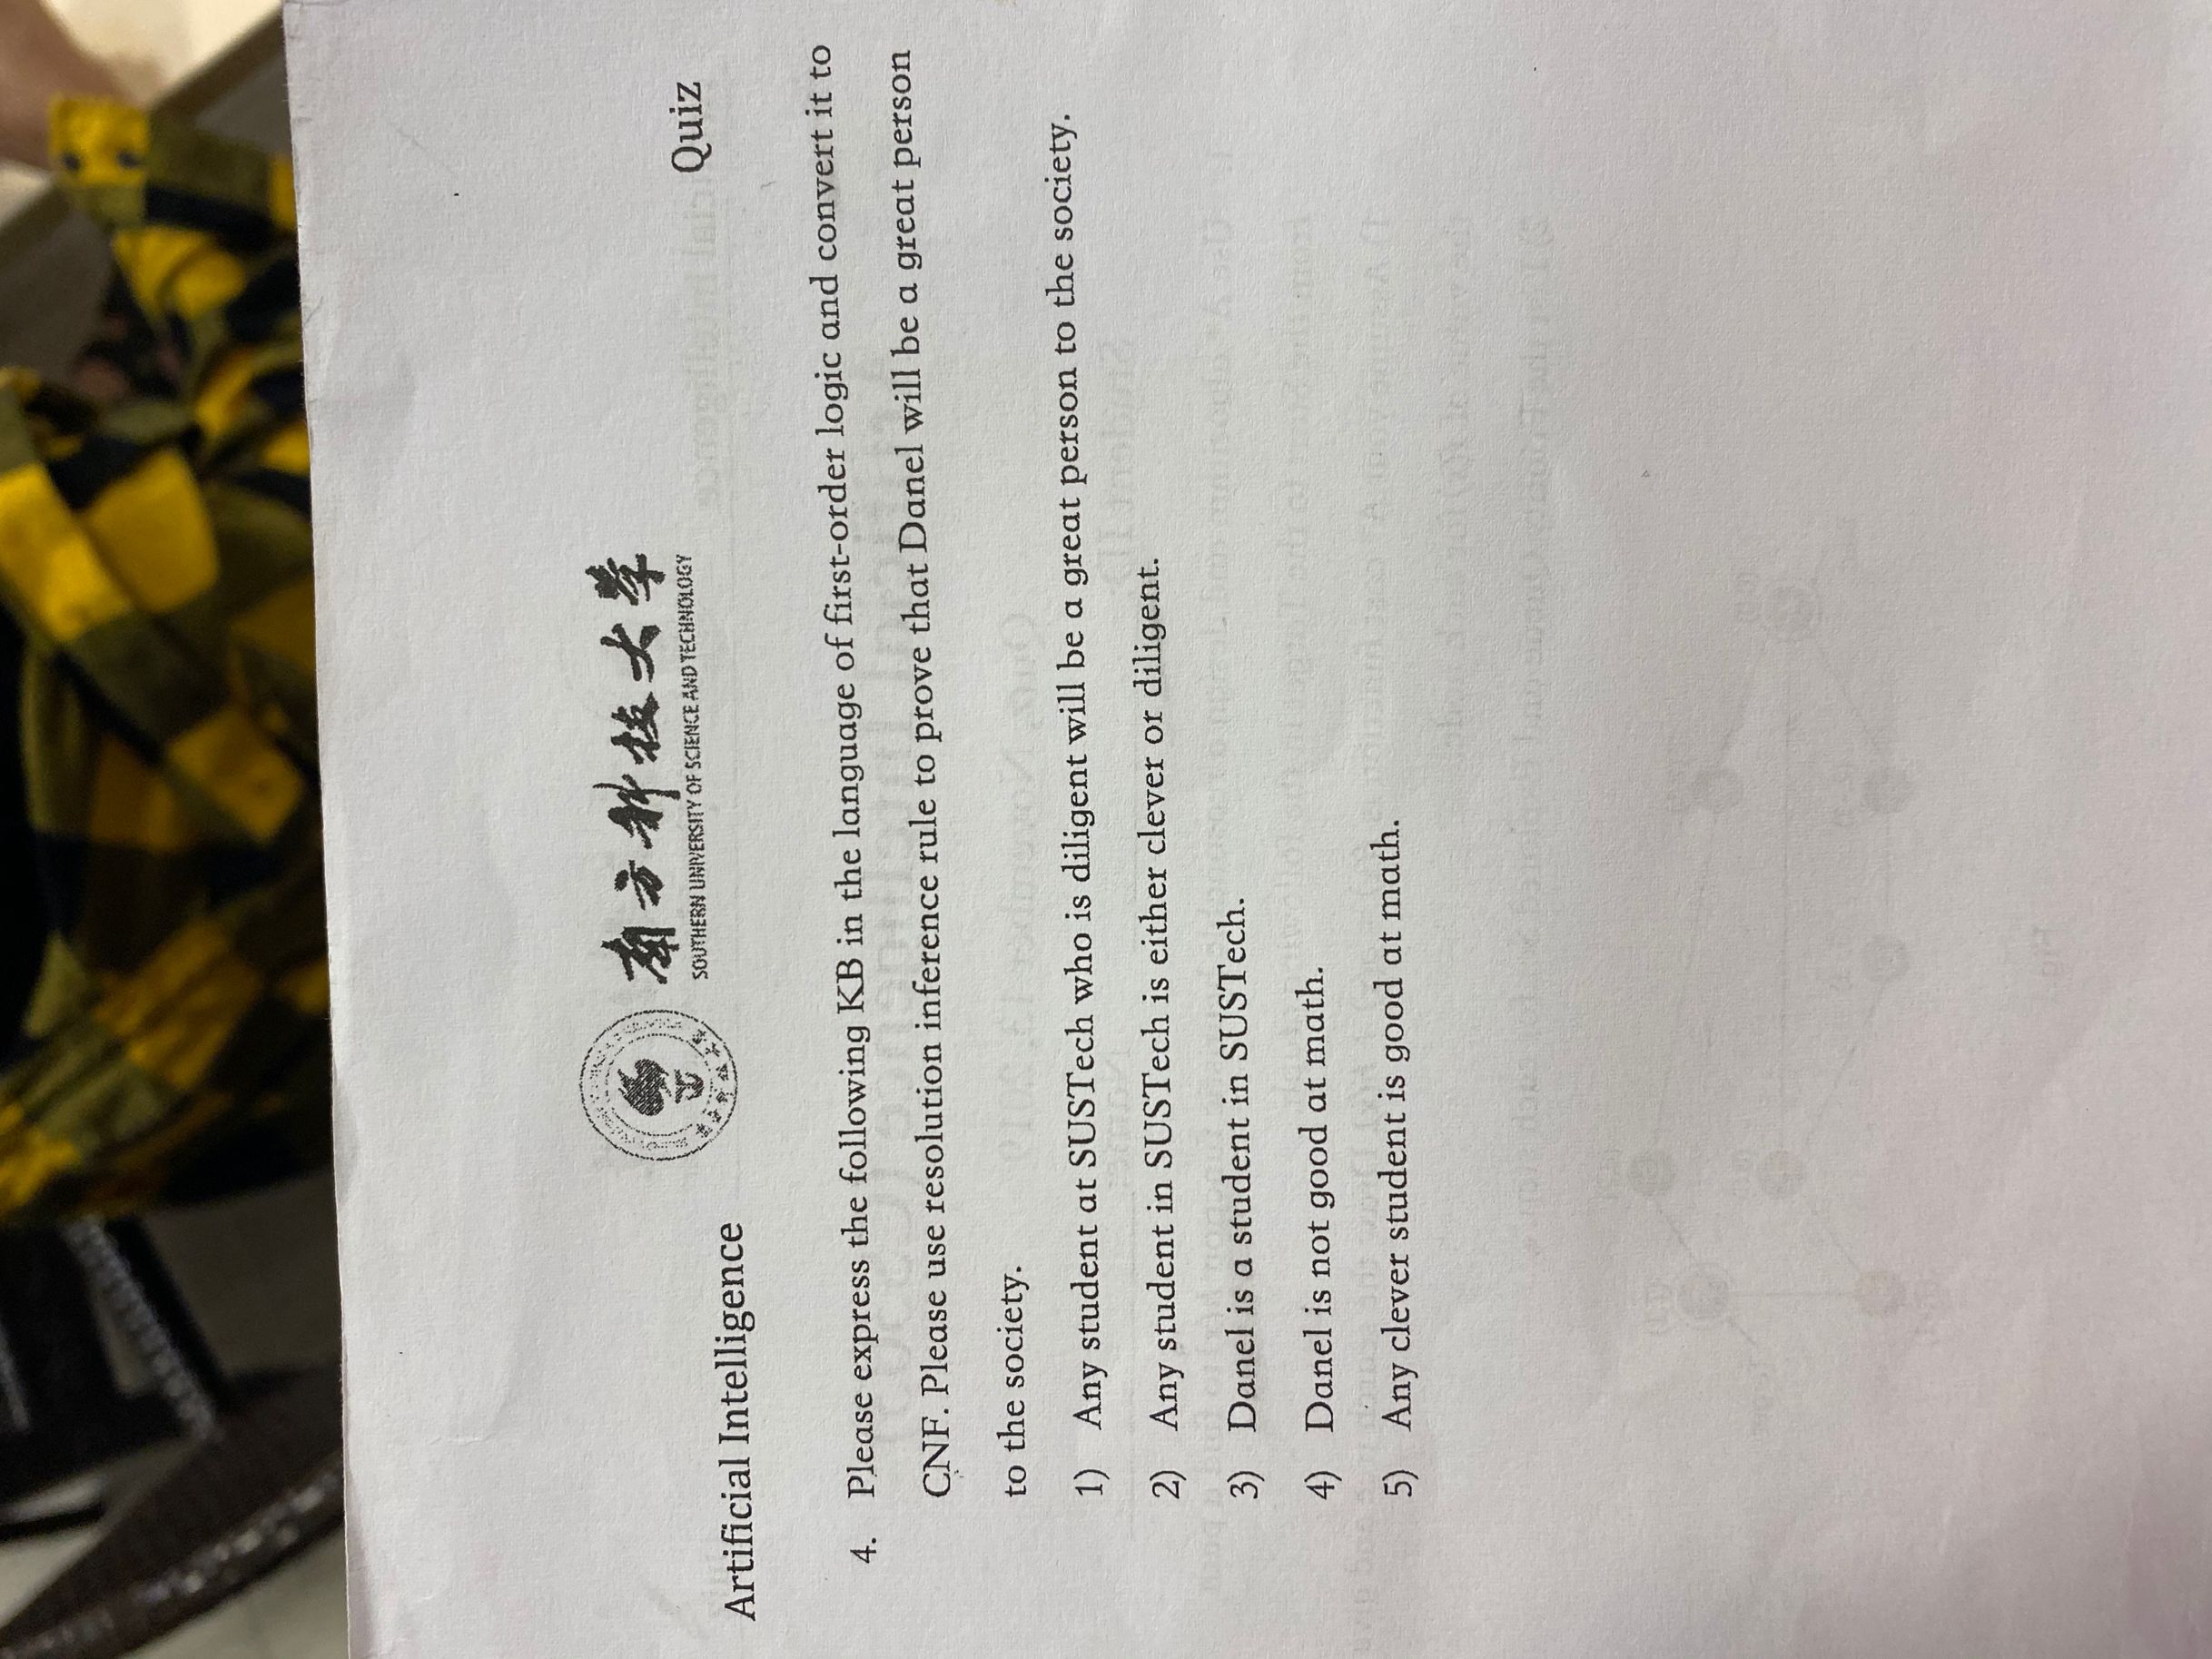 南方科技大学
SOUTHERN UNIVERSITY OF SCIENCE AND TECHNOLOGY
Artificial Intelligence
Quiz
4. Please express the following KB in the language of first-order logic and convert it to
CNF. Please use resolution inference rule to prove that Danel will be a great person
to the society.
1) Any student at SUSTech who is diligent will be a great person to the society.
2) Any student in SUSTech is either clever or diligent.
3) Danel is a student in SUSTech.
4) Danel is not good at math.
5) Any clever student is good at math.